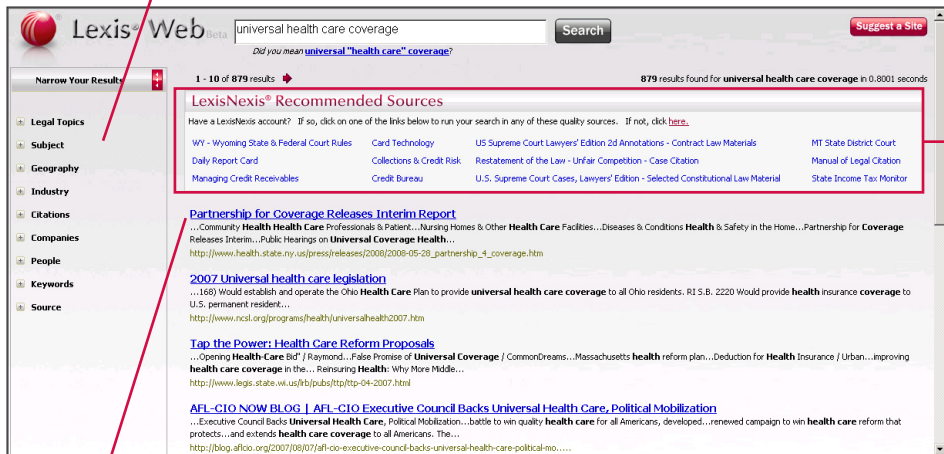 Lexis® Web Beta
universal health care coverage
Search
Suggest a Site
Did you mean universal "health care" coverage?
Narrow Your Results
1 - 10 of 879 results
879 results found for universal health care coverage in 0.8001 seconds
Legal Topics
Subject
Geography
Industry
Citations
Companies
People
Keywords
Source
LexisNexis® Recommended Sources
Have a LexisNexis account? If so, click on one of the links below to run your search in any of these quality sources. If not, click here.
WY - Wyoming State & Federal Court Rules Card Technology US Supreme Court Lawyers' Edition 2d Annotations - Contract Law Materials MT State District Court
Daily Report Card Collections & Credit Risk Restatement of the Law - Unfair Competition - Case Citation Manual of Legal Citation
Managing Credit Receivables Credit Bureau U.S. Supreme Court Cases, Lawyers' Edition - Selected Constitutional Law Material State Income Tax Monitor
Partnership for Coverage Releases Interim Report
...Community Health Health Care Professionals & Patient...Nursing Homes & Other Health Care Facilities...Diseases & Conditions Health & Safety in the Home...Partnership for Coverage
Releases Interim...Public Hearings on Universal Coverage Health...
http://www.health.state.ny.us/press/releases/2008/2008-05-28_partnership_4_coverage.htm
2007 Universal health care legislation
...168) Would establish and operate the Ohio Health Care Plan to provide universal health care coverage to all Ohio residents. RI S.B. 2220 Would provide health insurance coverage to
U.S. permanent resident...
http://www.ncsl.org/programs/health/universalhealth2007.htm
Tap the Power: Health Care Reform Proposals
...Opening Health-Care Bid" / Raymond...False Promise of Universal Coverage / CommonDreams...Massachusetts health reform plan...Deduction for Health Insurance / Urban...improving
health care coverage in the... Reinsuring Health: Why More Middle...
http://www.legis.state.wi.us/lrb/pubs/ttp/ttp-04-2007.html
AFL-CIO NOW BLOG | AFL-CIO Executive Council Backs Universal Health Care, Political Mobilization
...Executive Council Backs Universal Health Care, Political Mobilization...battle to win quality health care for all Americans, developed...renewed campaign to win health care reform that
protects...and extends health care coverage to all Americans. The...
http://blog.aflcio.org/2007/08/07/afl-cio-executive-council-backs-universal-health-care-political-mo.....